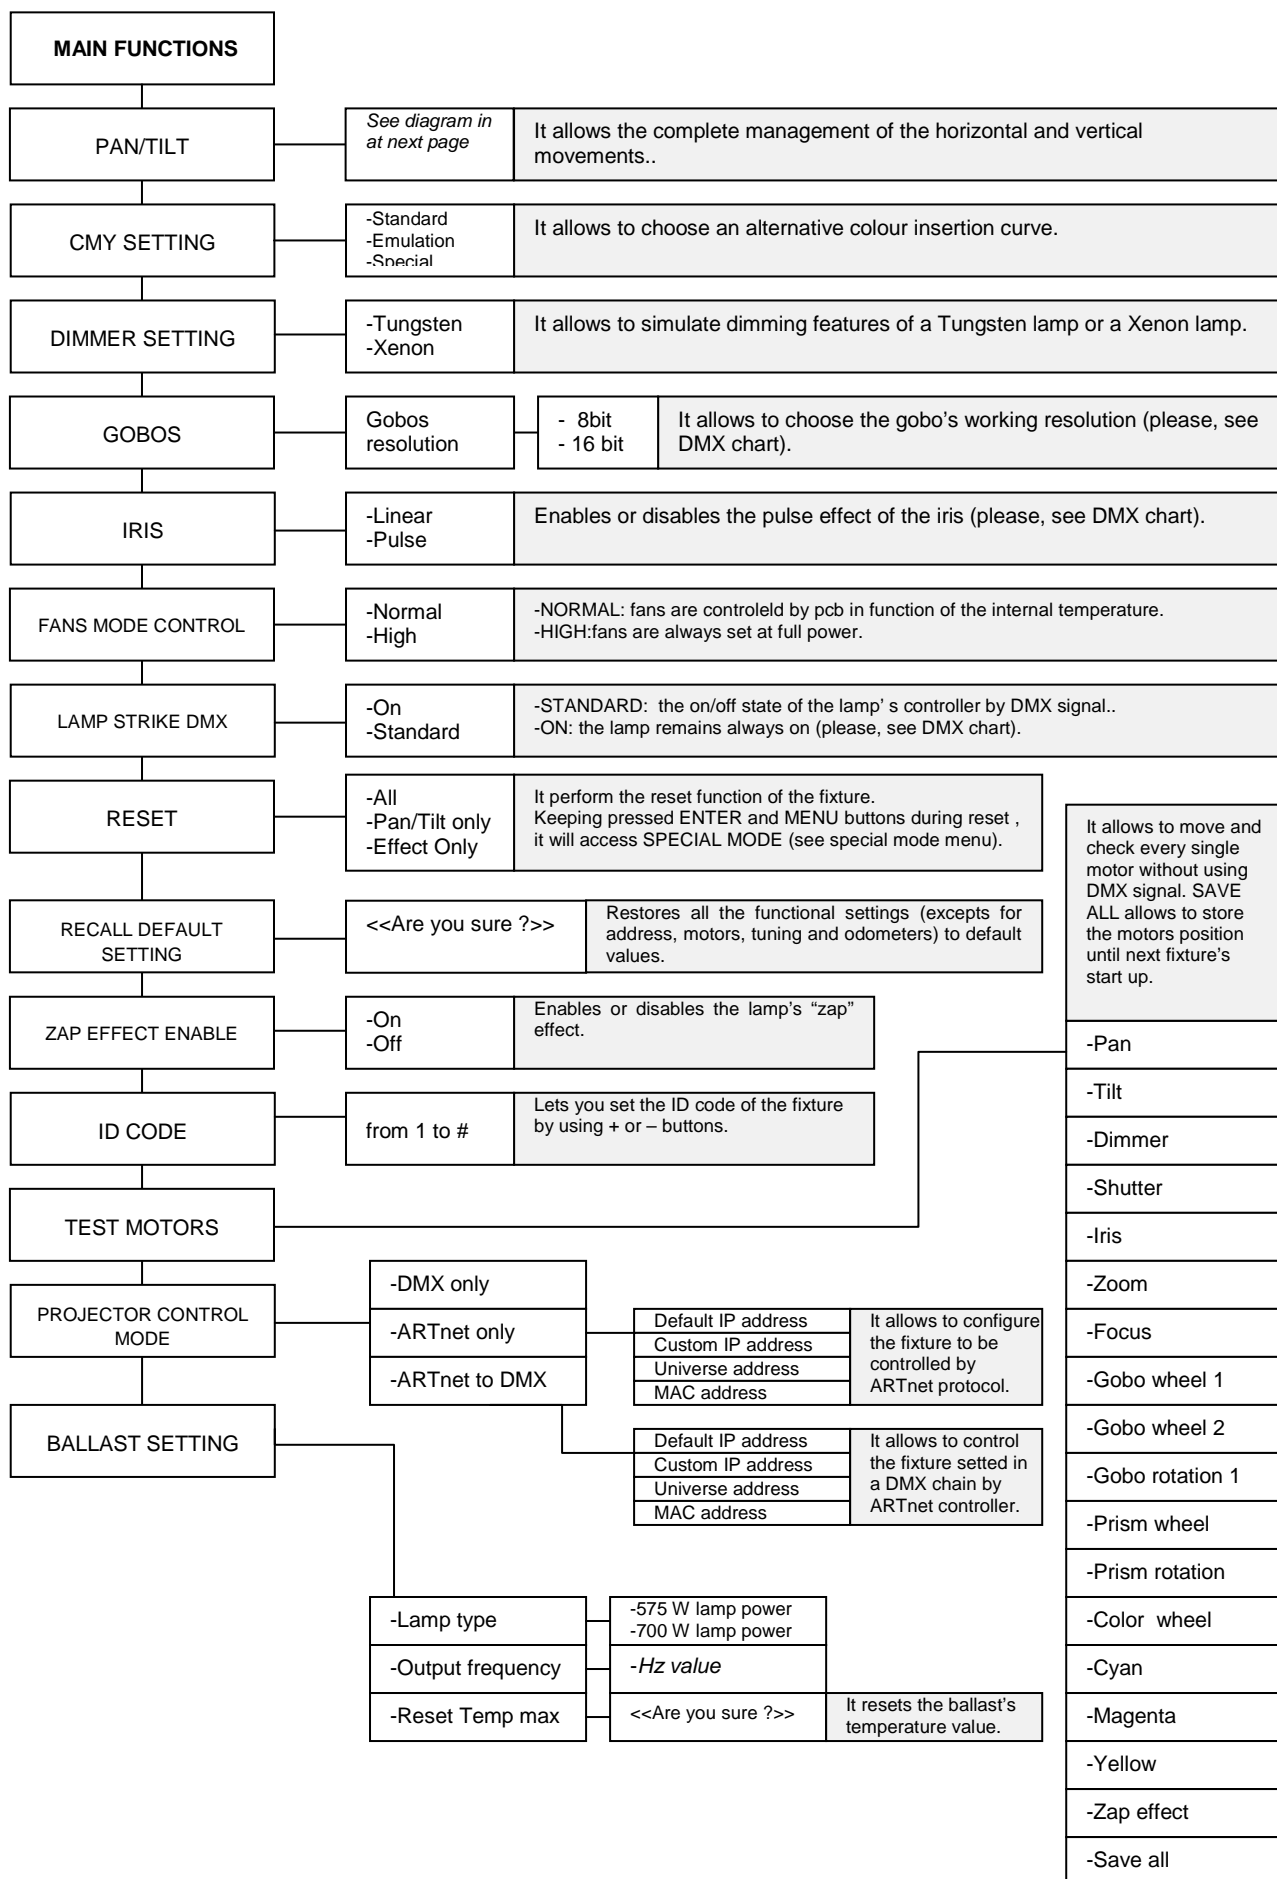 MAIN FUNCTIONS
PAN/TILT
See diagram in
at next page
It allows the complete management of the horizontal and vertical
movements..
CMY SETTING
-Standard
-Emulation
-Special
It allows to choose an alternative colour insertion curve.
DIMMER SETTING
-Tungsten
-Xenon
It allows to simulate dimming features of a Tungsten lamp or a Xenon lamp.
GOBOS
Gobos
resolution
- 8bit
- 16 bit
It allows to choose the gobo’s working resolution (please, see
DMX chart).
IRIS
-Linear
-Pulse
Enables or disables the pulse effect of the iris (please, see DMX chart).
FANS MODE CONTROL
-Normal
-High
-NORMAL: fans are controleld by pcb in function of the internal temperature.
-HIGH:fans are always set at full power.
LAMP STRIKE DMX
-On
-Standard
-STANDARD: the on/off state of the lamp’ s controller by DMX signal..
-ON: the lamp remains always on (please, see DMX chart).
RESET
-All
-Pan/Tilt only
-Effect Only
It perform the reset function of the fixture.
Keeping pressed ENTER and MENU buttons during reset ,
it will access SPECIAL MODE (see special mode menu).
RECALL DEFAULT
SETTING
<<Are you sure ?>>
Restores all the functional settings (excepts for
address, motors, tuning and odometers) to default
values.
ZAP EFFECT ENABLE
-On
-Off
Enables or disables the lamp’s “zap”
effect.
ID CODE
from 1 to #
Lets you set the ID code of the fixture
by using + or – buttons.
TEST MOTORS
It allows to move and
check every single
motor without using
DMX signal. SAVE
ALL allows to store
the motors position
until next fixture’s
start up.
-Pan
-Tilt
-Dimmer
-Shutter
-Iris
-Zoom
-Focus
-Gobo wheel 1
-Gobo wheel 2
-Gobo rotation 1
-Prism wheel
-Prism rotation
-Color wheel
-Cyan
-Magenta
-Yellow
-Zap effect
-Save all
PROJECTOR CONTROL
MODE
-DMX only
-ARTnet only
-ARTnet to DMX
Default IP address
Custom IP address
Universe address
MAC address
It allows to configure
the fixture to be
controlled by
ARTnet protocol.
Default IP address
Custom IP address
Universe address
MAC address
It allows to control
the fixture setted in
a DMX chain by
ARTnet controller.
BALLAST SETTING
-Lamp type
-575 W lamp power
-700 W lamp power
-Output frequency
-Hz value
-Reset Temp max
<<Are you sure ?>>
It resets the ballast’s
temperature value.